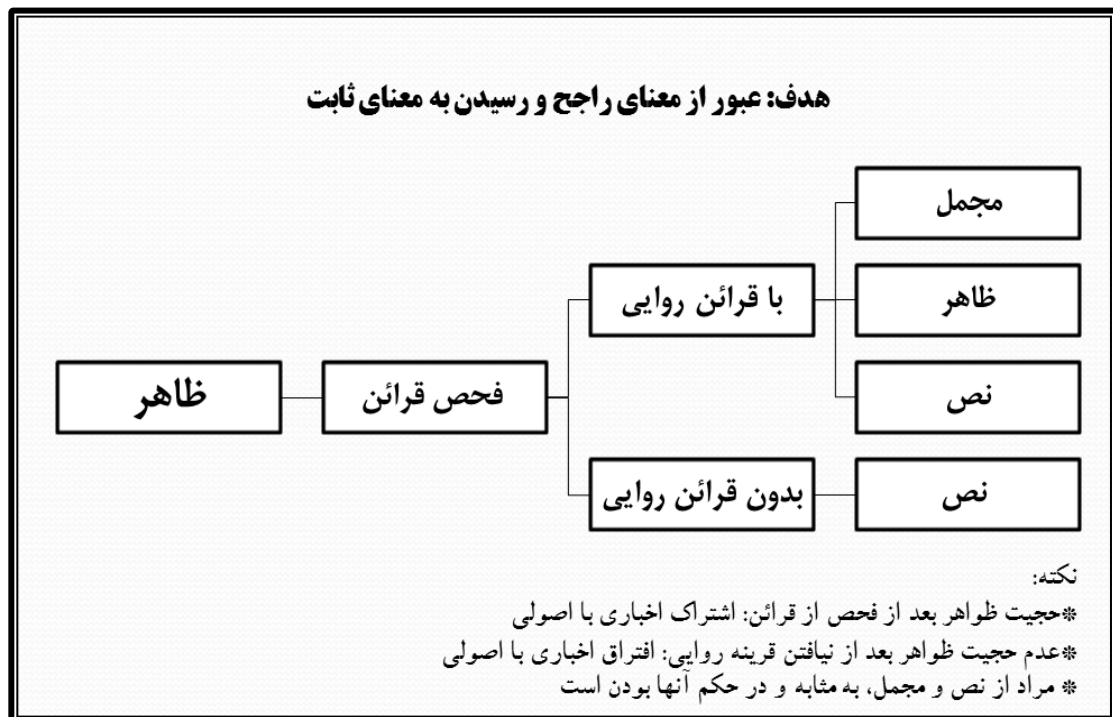 هدف: عبور از معنای راجح و رسیدن به معنای ثابت
مجمل
با قرائن روایی
ظاهر
ظاهر
فحص قرائن
نص
بدون قرائن روایی
نص
نکته:
*حجیت ظواهر بعد از فحص از قرائن: اشتراک اخباری با اصولی
*عدم حجیت ظواهر بعد از نیافتن قرینه روایی: افتراق اخباری با اصولی
* مراد از نص و مجمل، به مثابه و در حکم آنها بودن است